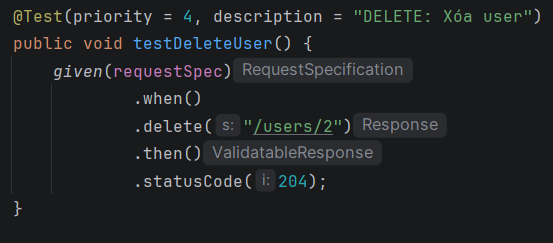 @Test(priority = 4, description = "DELETE: Xóa user")
public void testDeleteUser() {
given(requestSpec) RequestSpecification
.when()
.delete( s: "/users/2") Response
.then() ValidatableResponse
.statusCode( i: 204);
}